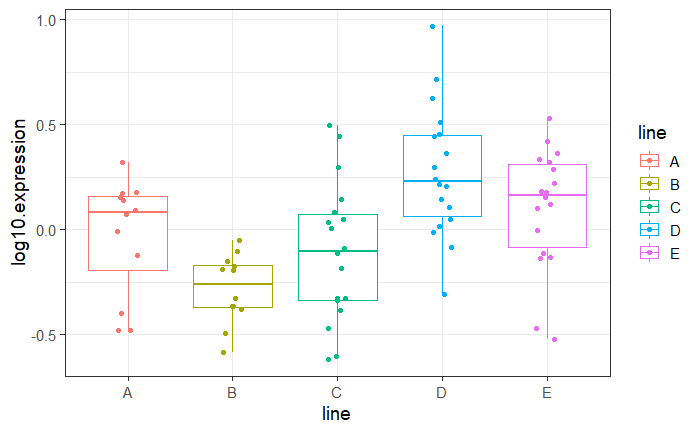 1.0
0.5
0.0
-0.5
log10.expression
A B C D E
line
line
A
B
C
D
E